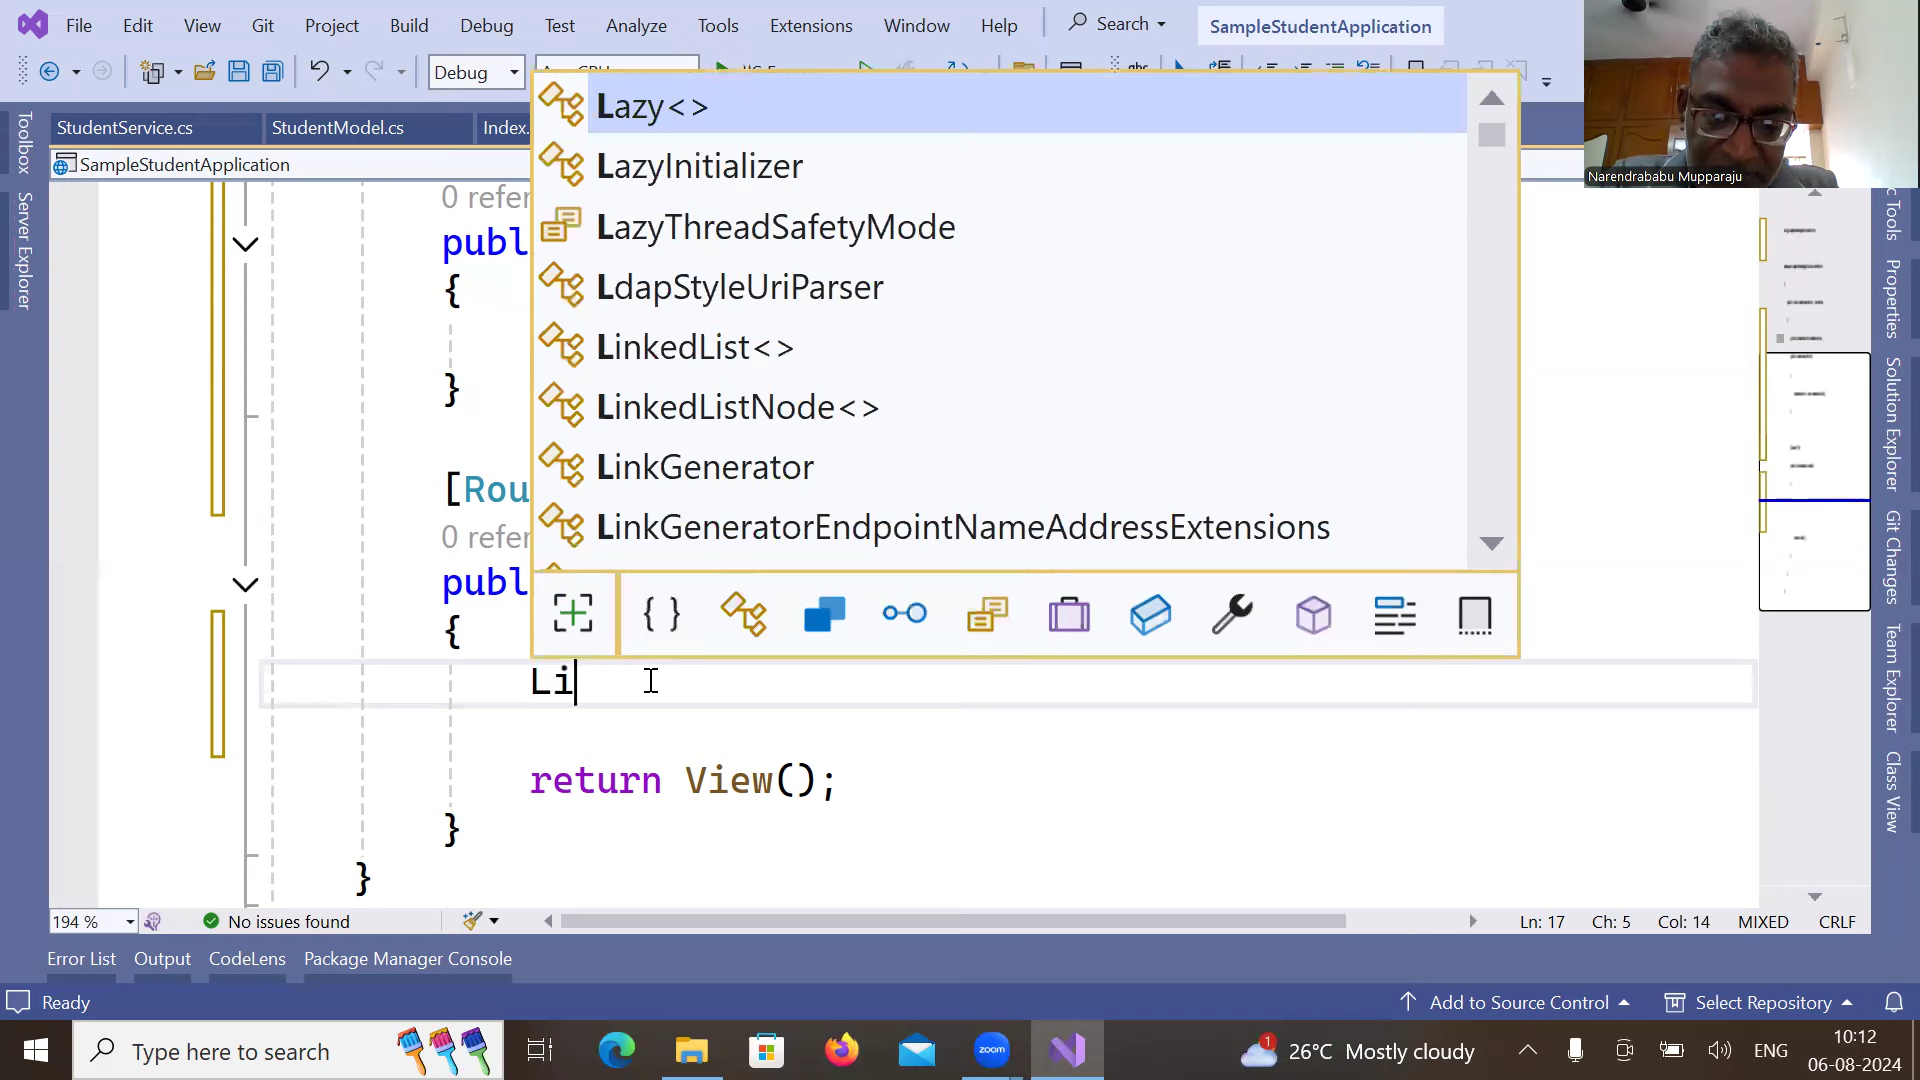 File Edit View Git Project Build Debug Test Analyze Tools Extensions Window Help Search SampleStudentApplication
Debug
StudentService.cs StudentModel.cs Index.
SampleStudentApplication
Narendrababu Mupparaju
Toolbox
Server Explorer
Lazy<>
LazyInitializer
LazyThreadSafetyMode
LdapStyleUriParser
LinkedList<>
LinkedListNode<>
LinkGenerator
LinkGeneratorEndpointNameAddressExtensions
0 refer
publ
{
}
[Rou
0 refer
publ
{
Li
return View();
}
}
Tools
Properties
Solution Explorer
Git Changes
Team Explorer
Class View
194 % No issues found Ln: 17 Ch: 5 Col: 14 MIXED CRLF
Error List Output CodeLens Package Manager Console
Ready Add to Source Control Select Repository
Type here to search zoom 1 26°C Mostly cloudy ENG 10:12
06-08-2024